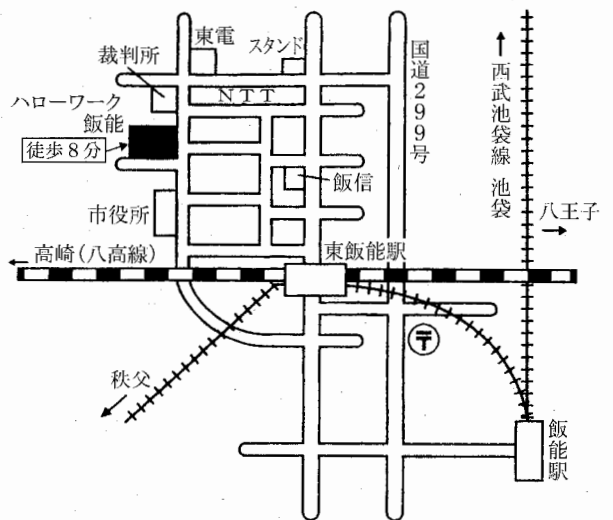 東電
スタンド
裁判所
NTT
国道299号
西武池袋線 池袋
ハローワーク
飯能
徒歩8分
飯信
市役所
八王子
高崎(八高線)
東飯能駅
〒
秩父
飯能駅